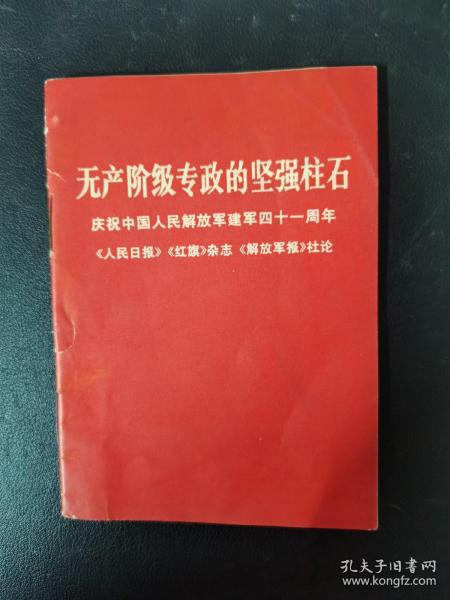 无产阶级专政的坚强柱石
庆祝中国人民解放军建军四十一周年
《人民日报》《红旗》杂志《解放军报》社论
孔夫子旧书网
www.kongfz.com